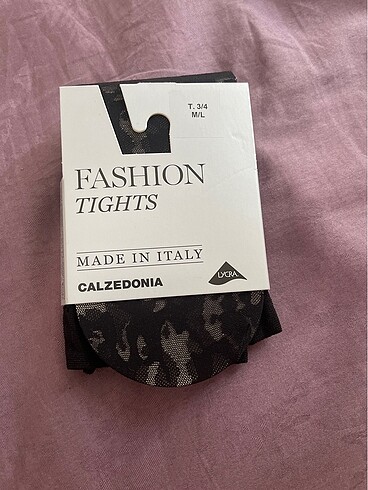 T. 3/4
M/L
FASHION
TIGHTS
MADE IN ITALY
CALZEDONIA
LYCRA